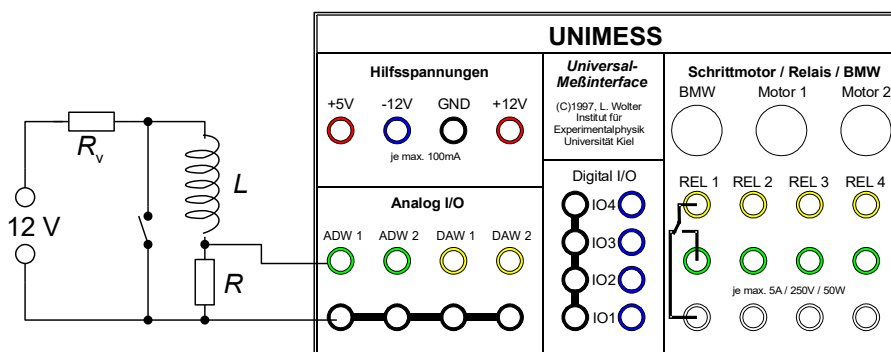 UNIMESS
Hilfsspannungen
+5V -12V GND +12V
je max. 100mA
Analog I/O
ADW 1 ADW 2 DAW 1 DAW 2
Universal-
Meßinterface
(C)1997, L. Wolter
Institut für
Experimentalphysik
Universität Kiel
Digital I/O
IO4
IO3
IO2
IO1
Schrittmotor / Relais / BMW
BMW Motor 1 Motor 2
REL 1 REL 2 REL 3 REL 4
je max. 5A / 250V / 50W
Rv
L
12 V
R